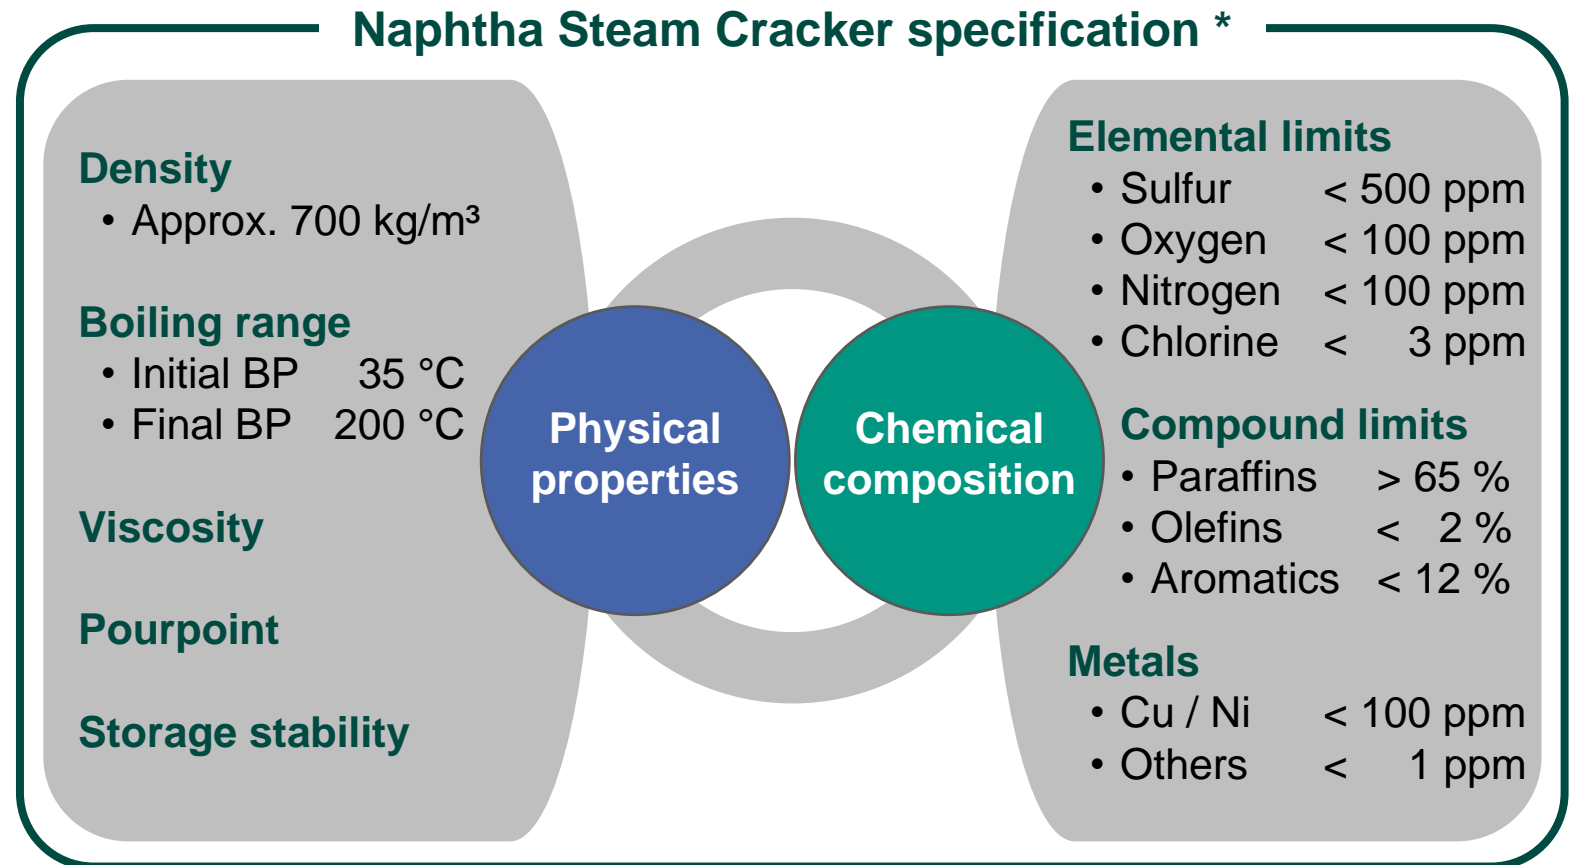 Naphtha Steam Cracker specification *
Density
• Approx. 700 kg/m³
Boiling range
• Initial BP 35 °C
• Final BP 200 °C
Viscosity
Pourpoint
Storage stability
Physical
properties
Chemical
composition
Elemental limits
• Sulfur < 500 ppm
• Oxygen < 100 ppm
• Nitrogen < 100 ppm
• Chlorine < 3 ppm
Compound limits
• Paraffins > 65 %
• Olefins < 2 %
• Aromatics < 12 %
Metals
• Cu / Ni < 100 ppm
• Others < 1 ppm